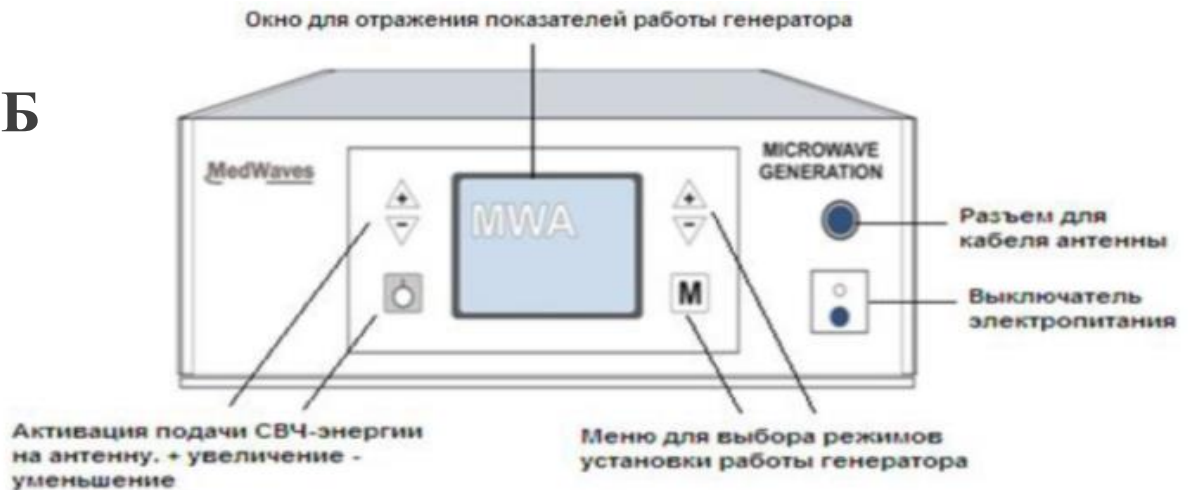 Окно для отражения показателей работы генератора
Б
MedWaves
MICROWAVE
GENERATION
+
-
MWA
+
-
M
Разъем для
кабеля антенны
Выключатель
электропитания
Активация подачи СВЧ-энергии
на антенну. + увеличение -
уменьшение
Меню для выбора режимов
установки работы генератора